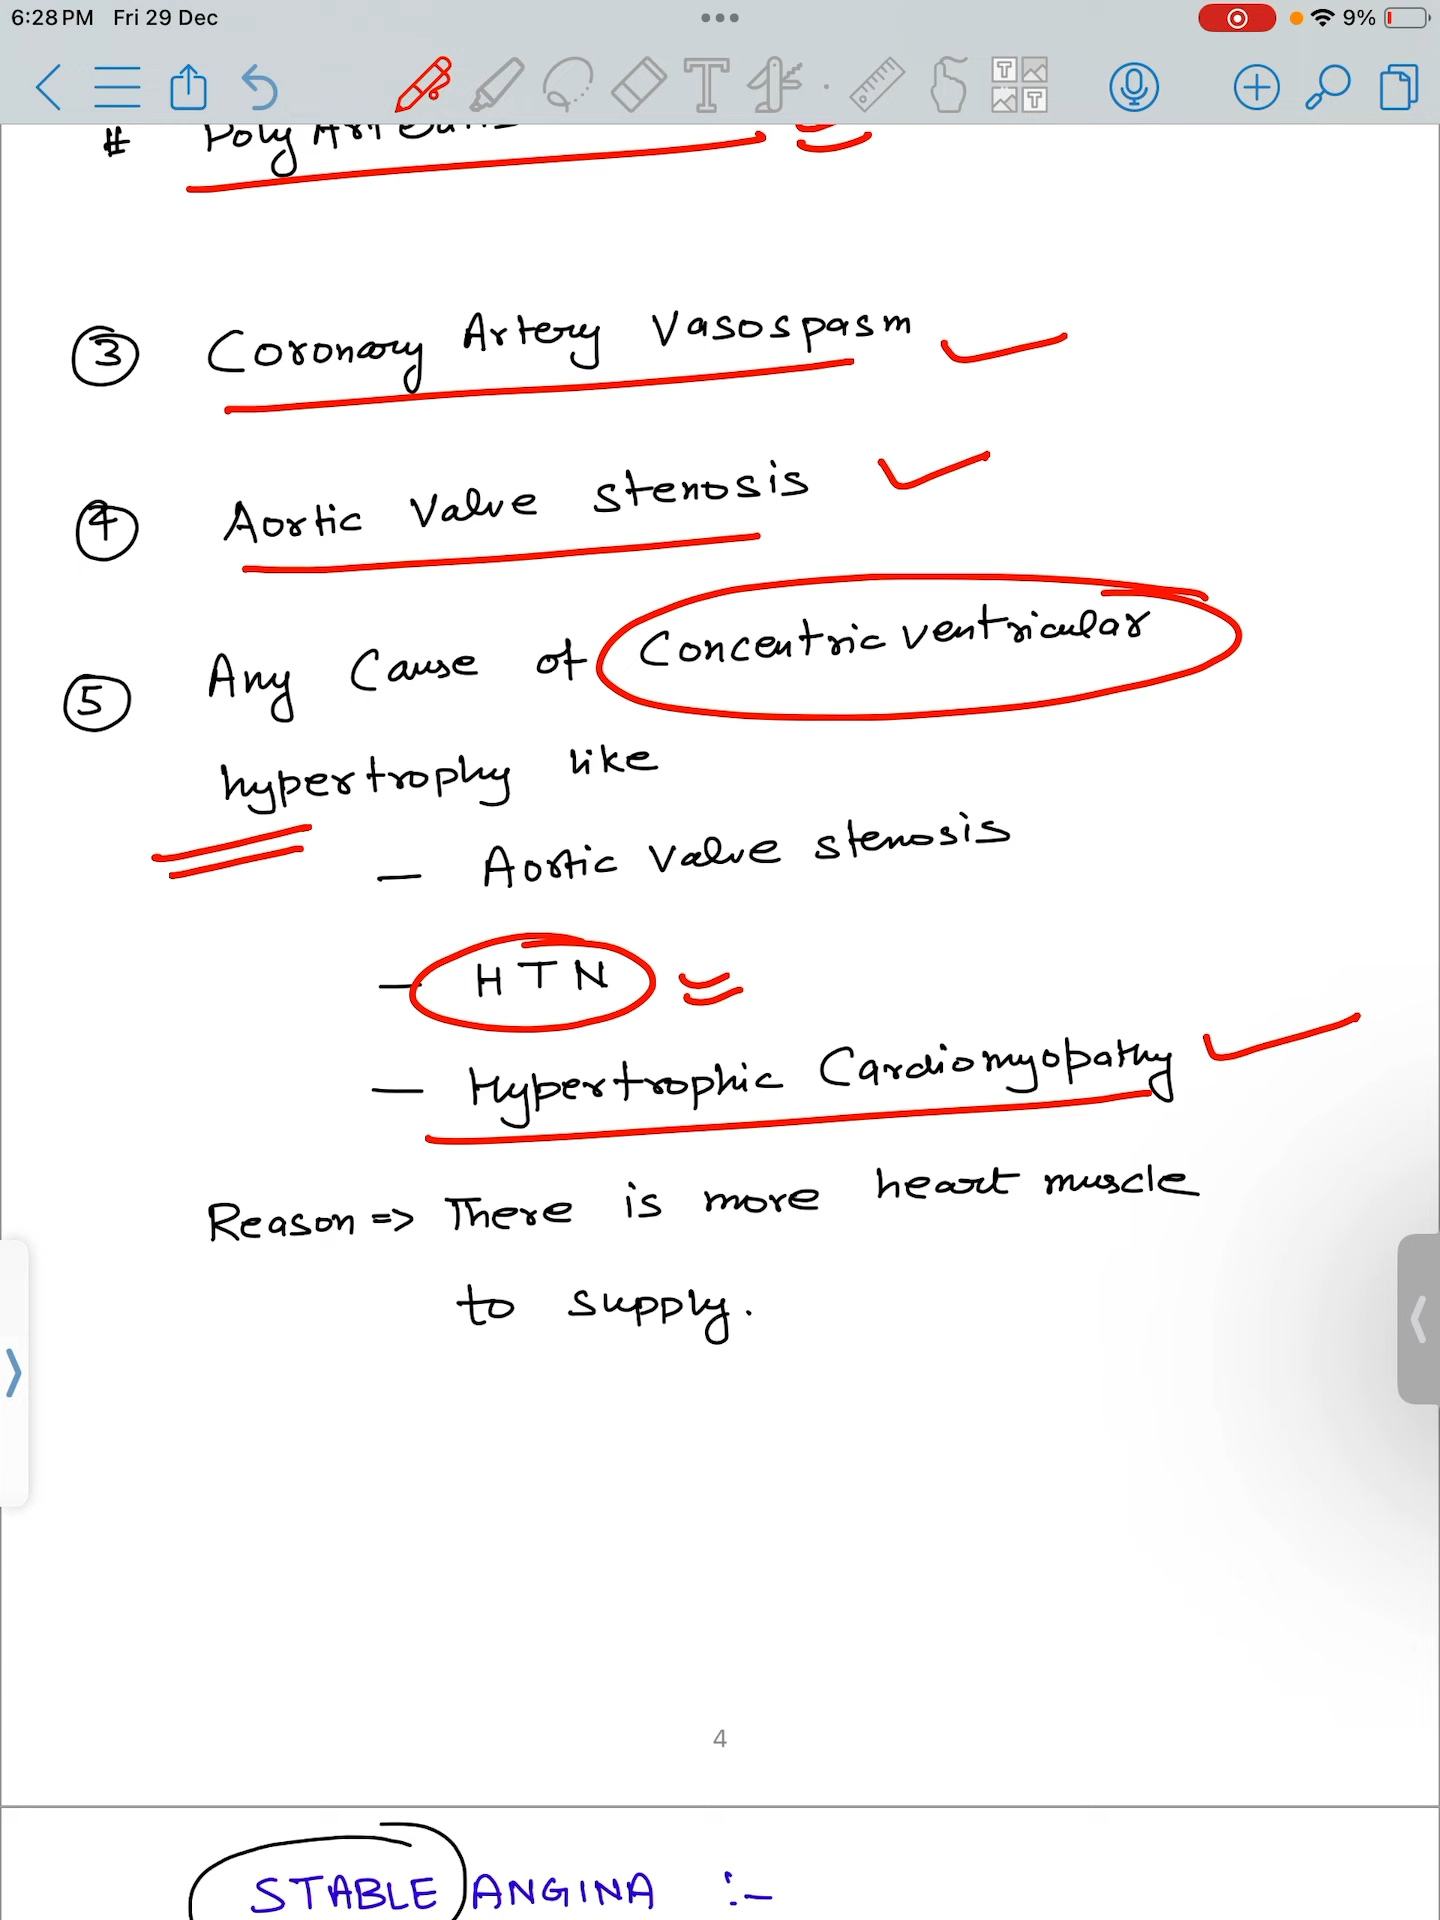 6:28 PM Fri 29 Dec
9%
# Poly
③ Coronary Artery Vasospasm
④ Aortic Valve stenosis
⑤ Any Cause of Concentric ventricular
hypertrophy like
— Aortic Valve stenosis
— HTN
— Hypertrophic Cardiomyopathy
Reason => There is more heart muscle
to supply.
4
STABLE ANGINA :-